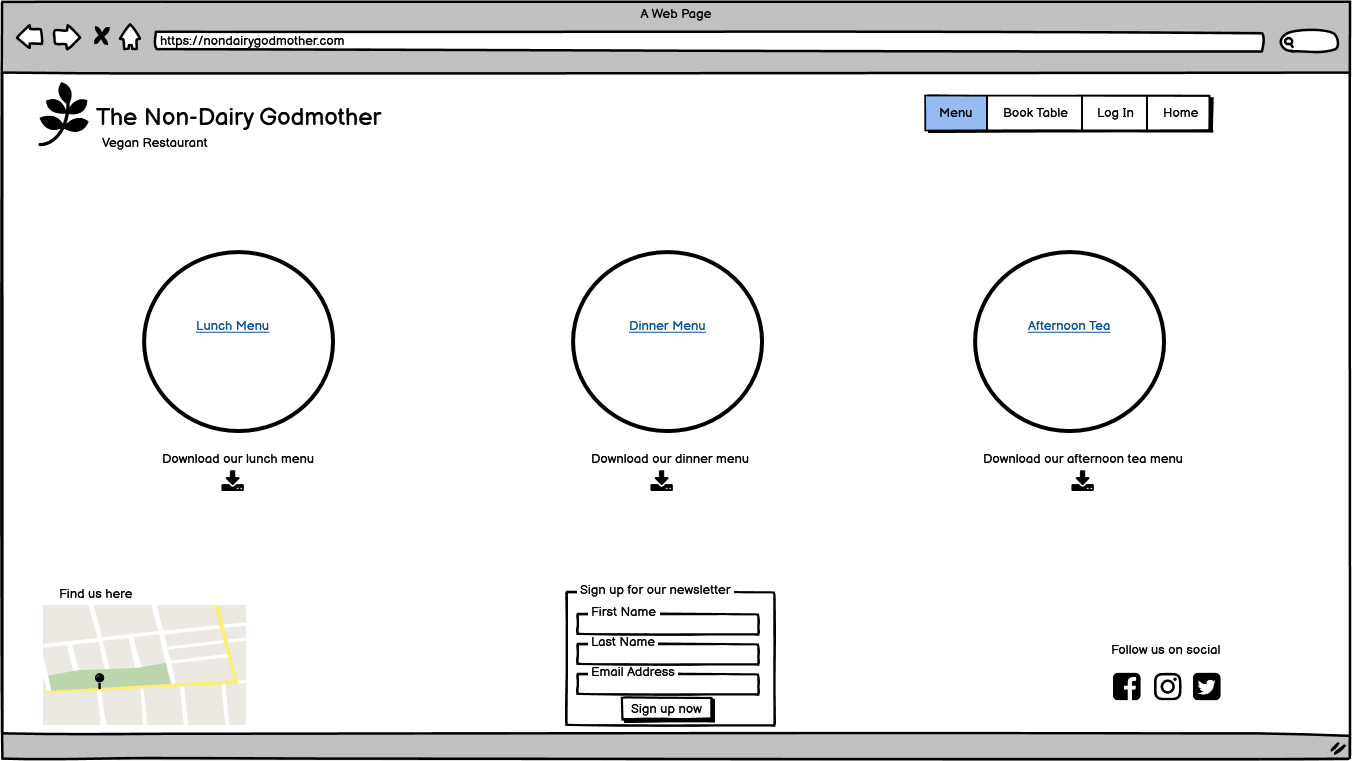 A Web Page
https://nondairygodmother.com
The Non-Dairy Godmother
Vegan Restaurant
Menu
Book Table
Log In
Home
Lunch Menu
Dinner Menu
Afternoon Tea
Download our lunch menu
Download our dinner menu
Download our afternoon tea menu
Find us here
Sign up for our newsletter
First Name
Last Name
Email Address
Sign up now
Follow us on social